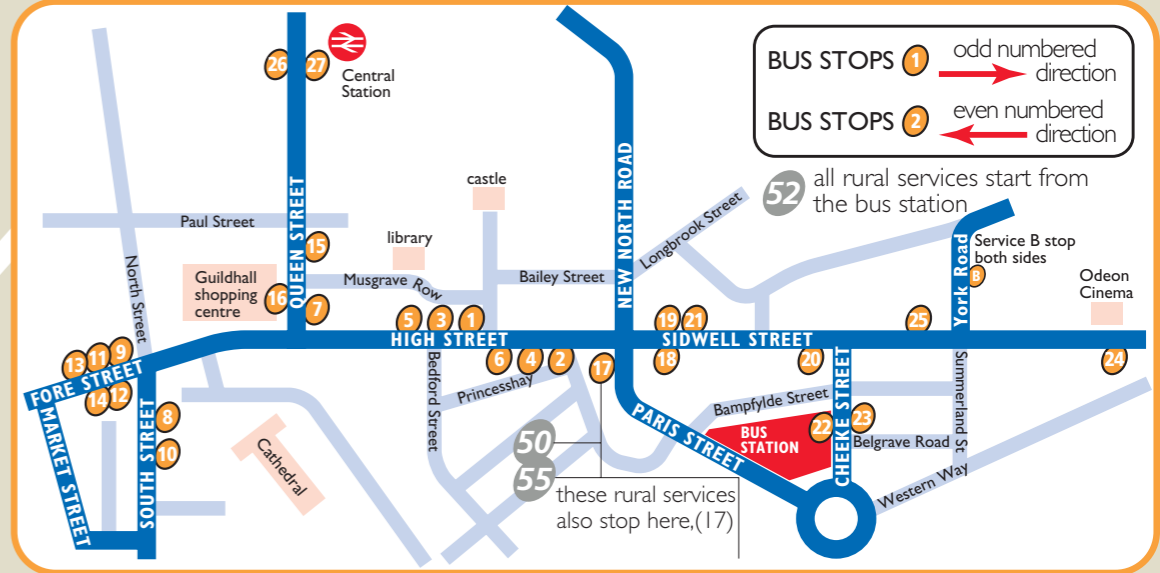 BUS STOPS 1
odd numbered
direction
BUS STOPS 2
even numbered
direction
52
all rural services start from
the bus station
26
27
Central
Station
castle
library
Paul Street
North Street
QUEEN STREET
15
Guildhall
shopping
centre
16
7
Musgrave Row
Bailey Street
NEW NORTH ROAD
Longbrook Street
York Road
Service B stop
both sides
B
Odeon
Cinema
5
3
1
19
21
25
HIGH STREET
SIDWELL STREET
13
11
9
FORE STREET
14
12
MARKET STREET
SOUTH STREET
8
10
Cathedral
Bedford Street
Princesshay
6
4
2
17
18
20
24
PARIS STREET
Bampfylde Street
BUS
STATION
22
23
CHEEKE STREET
Belgrave Road
Summerland St
Western Way
50
55
these rural services
also stop here,(17)